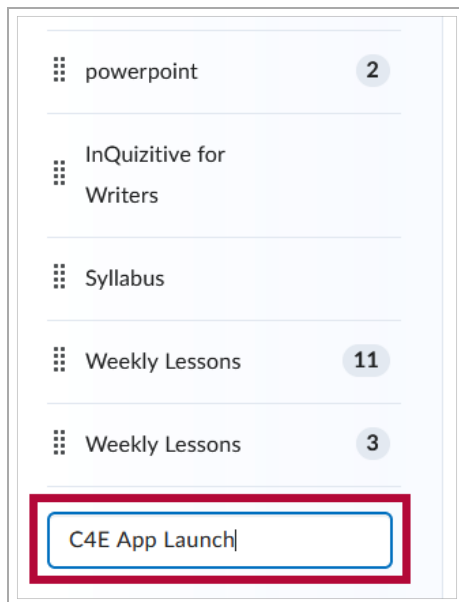 powerpoint 2
InQuizitive for
Writers
Syllabus
Weekly Lessons 11
Weekly Lessons 3
C4E App Launch